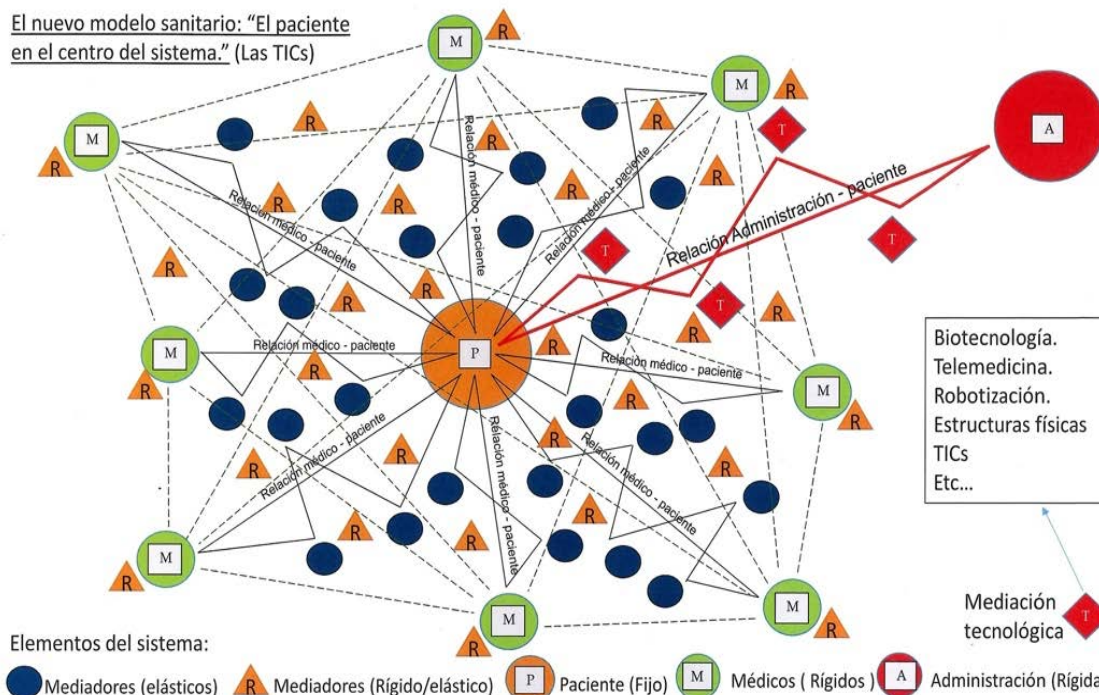 El nuevo modelo sanitario: “El paciente
en el centro del sistema.” (Las TICs)
M
R
M
R
M
R
T
A
M
R
R
R
R
R
R
R
R
Relación médico - paciente
Relación médico - paciente
Relación médico - paciente
Relación Administración - paciente
T
T
T
R
R
R
R
R
R
M
R
Relación médico - paciente
P
Relación médico - paciente
M
R
R
R
R
R
R
R
Relación médico - paciente
Relación médico - paciente
Relación médico - paciente
R
R
R
R
M
R
M
R
M
R
Biotecnología.
Telemedicina.
Robotización.
Estructuras físicas
TICs
Etc...
Mediación
tecnológica
T
Elementos del sistema:
Mediadores (elásticos)
R
Mediadores (Rígido/elástico)
P
Paciente (Fijo)
M
Médicos ( Rígidos )
A
Administración (Rígida